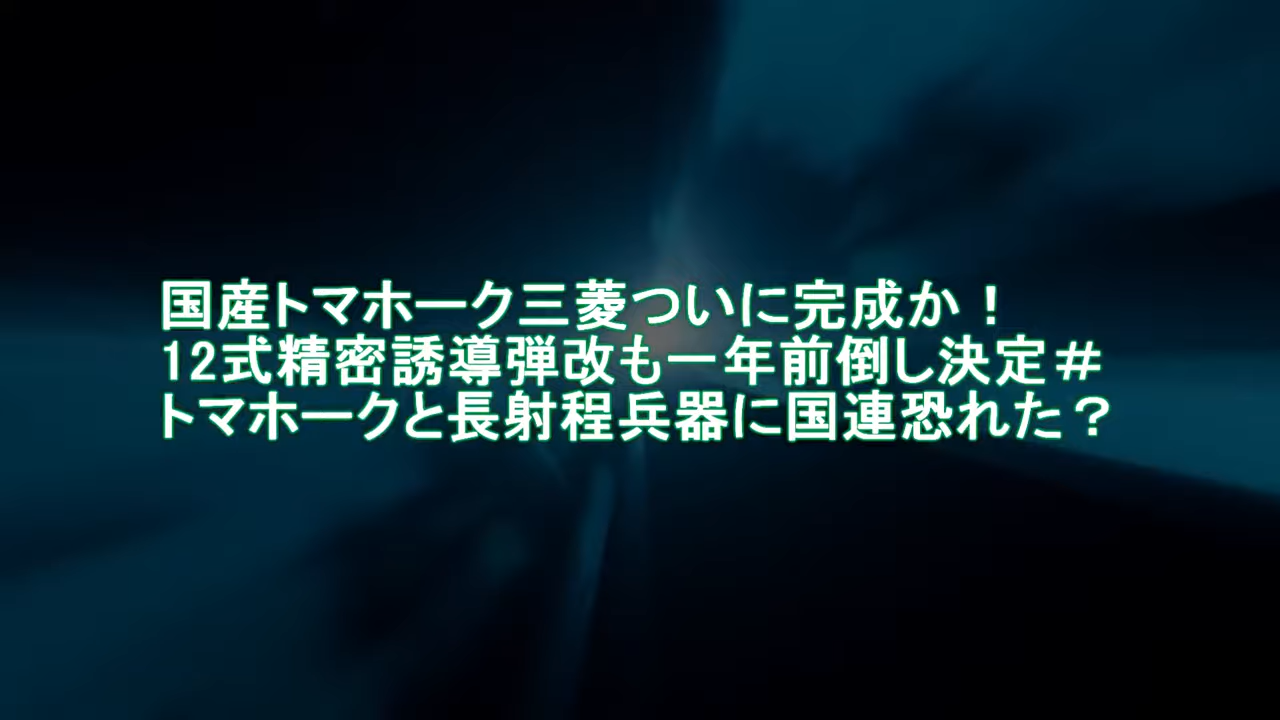 国産トマホーク三菱ついに完成か！
12式精密誘導弾改も一年前倒し決定＃
トマホークと長射程兵器に国連恐れた？